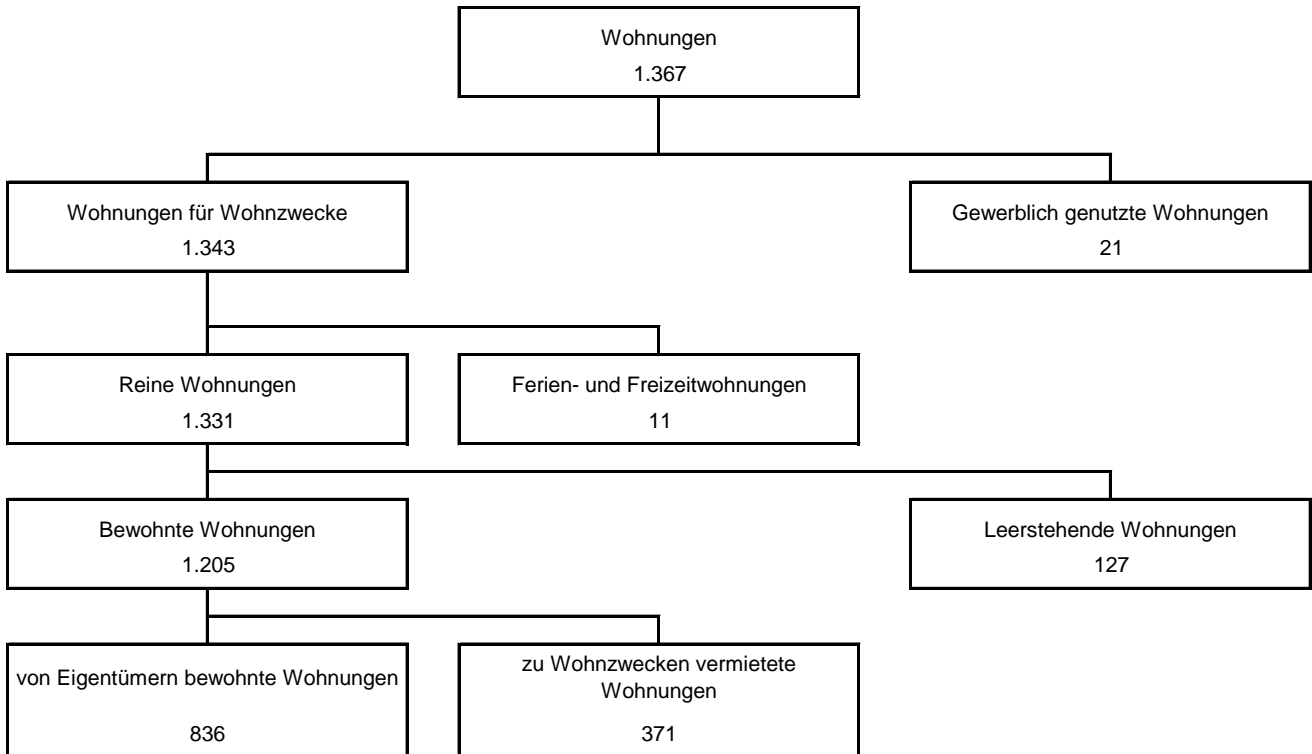 Wohnungen
1.367
Wohnungen für Wohnzwecke
1.343
Gewerblich genutzte Wohnungen
21
Reine Wohnungen
1.331
Ferien- und Freizeitwohnungen
11
Bewohnte Wohnungen
1.205
Leerstehende Wohnungen
127
von Eigentümern bewohnte Wohnungen
836
zu Wohnzwecken vermietete
Wohnungen
371